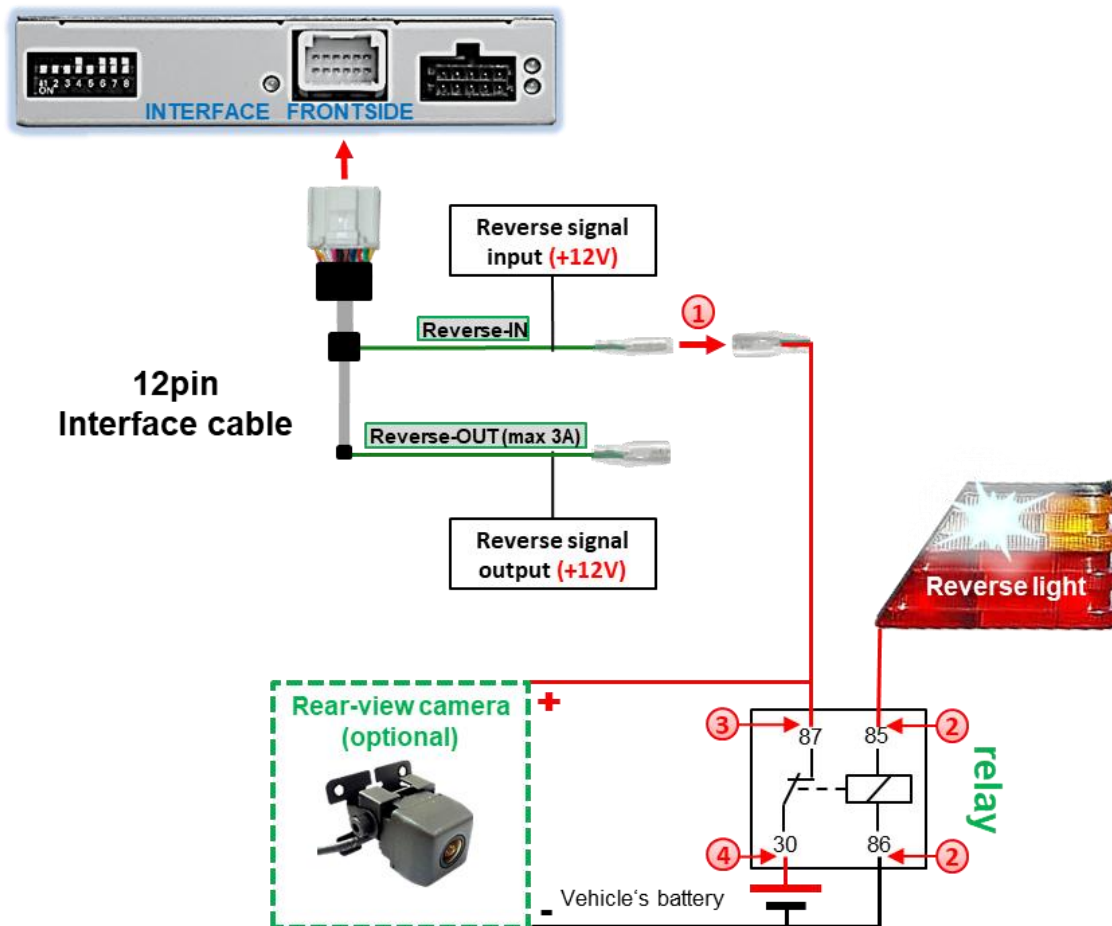 41 2 3 4 5 6 7 8
ON
INTERFACE FRONTSIDE
Reverse signal
input (+12V)
Reverse-IN
1
12pin
Interface cable
Reverse-OUT (max 3A)
Reverse signal
output (+12V)
Reverse light
Rear-view camera
(optional)
+
3
87
85
2
relay
4
30
86
2
- Vehicle‘s battery